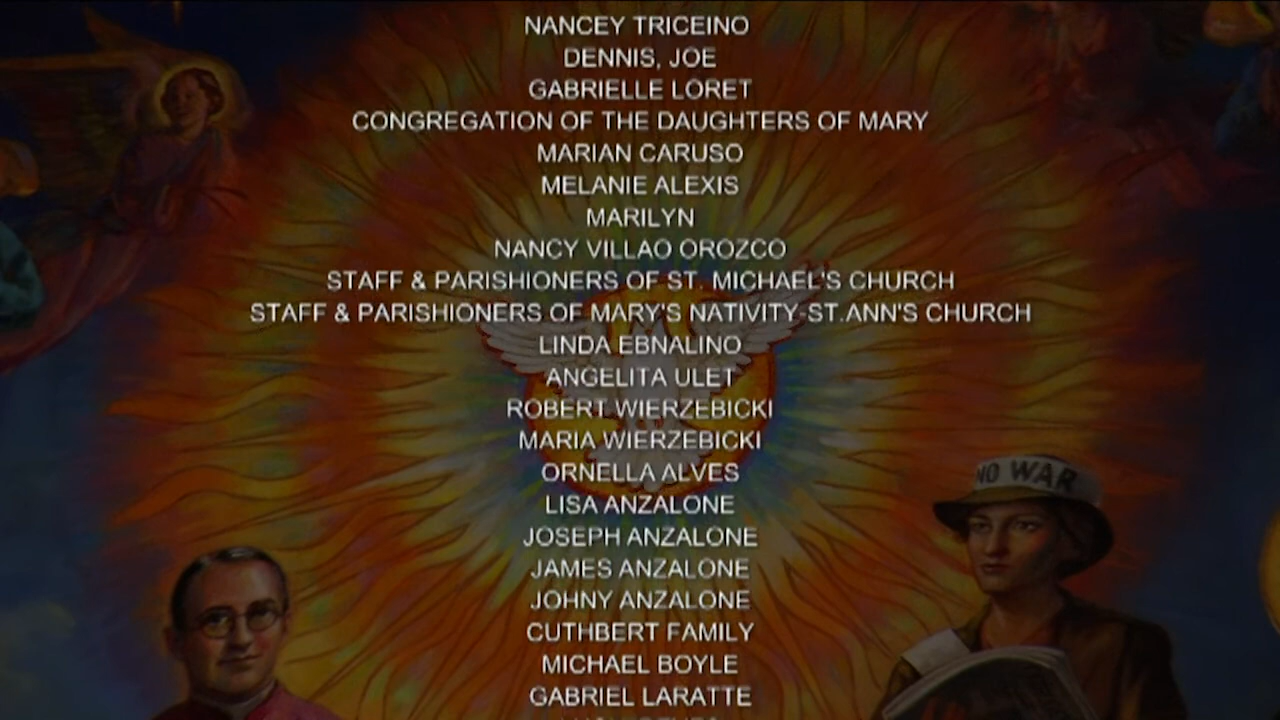 NANCEY TRICEINO
DENNIS, JOE
GABRIELLE LORET
CONGREGATION OF THE DAUGHTERS OF MARY
MARIAN CARUSO
MELANIE ALEXIS
MARILYN
NANCY VILLAO OROZCO
STAFF & PARISHIONERS OF ST. MICHAEL'S CHURCH
STAFF & PARISHIONERS OF MARY'S NATIVITY-ST.ANN'S CHURCH
LINDA EBNALINO
ANGELITA ULET
ROBERT WIERZEBICKI
MARIA WIERZEBICKI
ORNELLA ALVES
NO WAR
LISA ANZALONE
JOSEPH ANZALONE
JAMES ANZALONE
JOHNY ANZALONE
CUTHBERT FAMILY
MICHAEL BOYLE
GABRIEL LARATTE